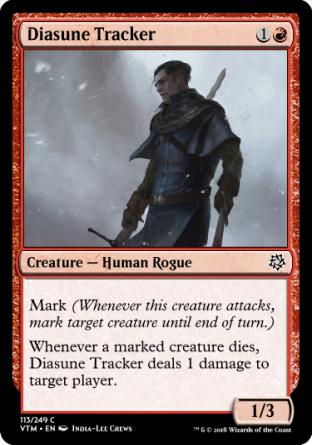 Diasune Tracker 1
Creature — Human Rogue
Mark (Whenever this creature attacks,
mark target creature until end of turn.)
Whenever a marked creature dies,
Diasune Tracker deals 1 damage to
target player.
1/3
113/249 C
VTM • EN India-Lee Crews
™ & © 2018 Wizards of the Coast